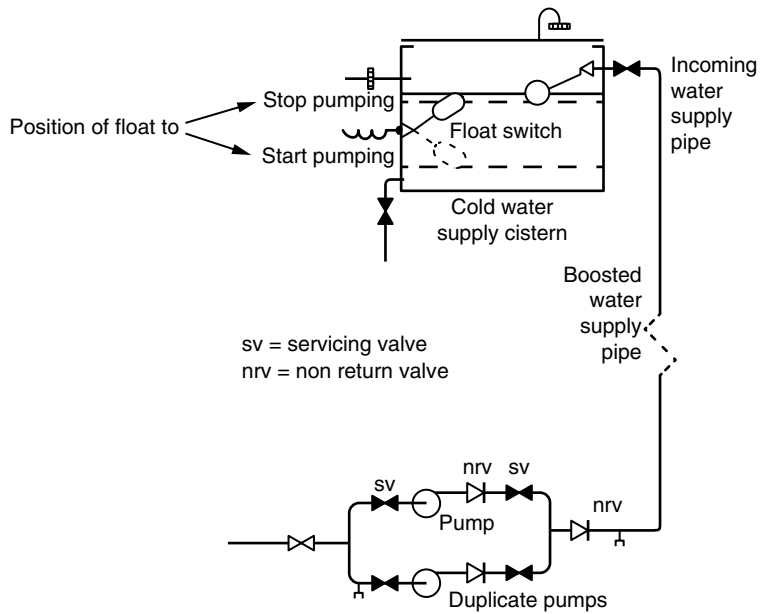 Incoming
water
supply
pipe
Stop pumping
Position of float to
Float switch
Start pumping
Cold water
supply cistern
Boosted
water
supply
pipe
sv = servicing valve
nrv = non return valve
sv
nrv
sv
nrv
Pump
Duplicate pumps